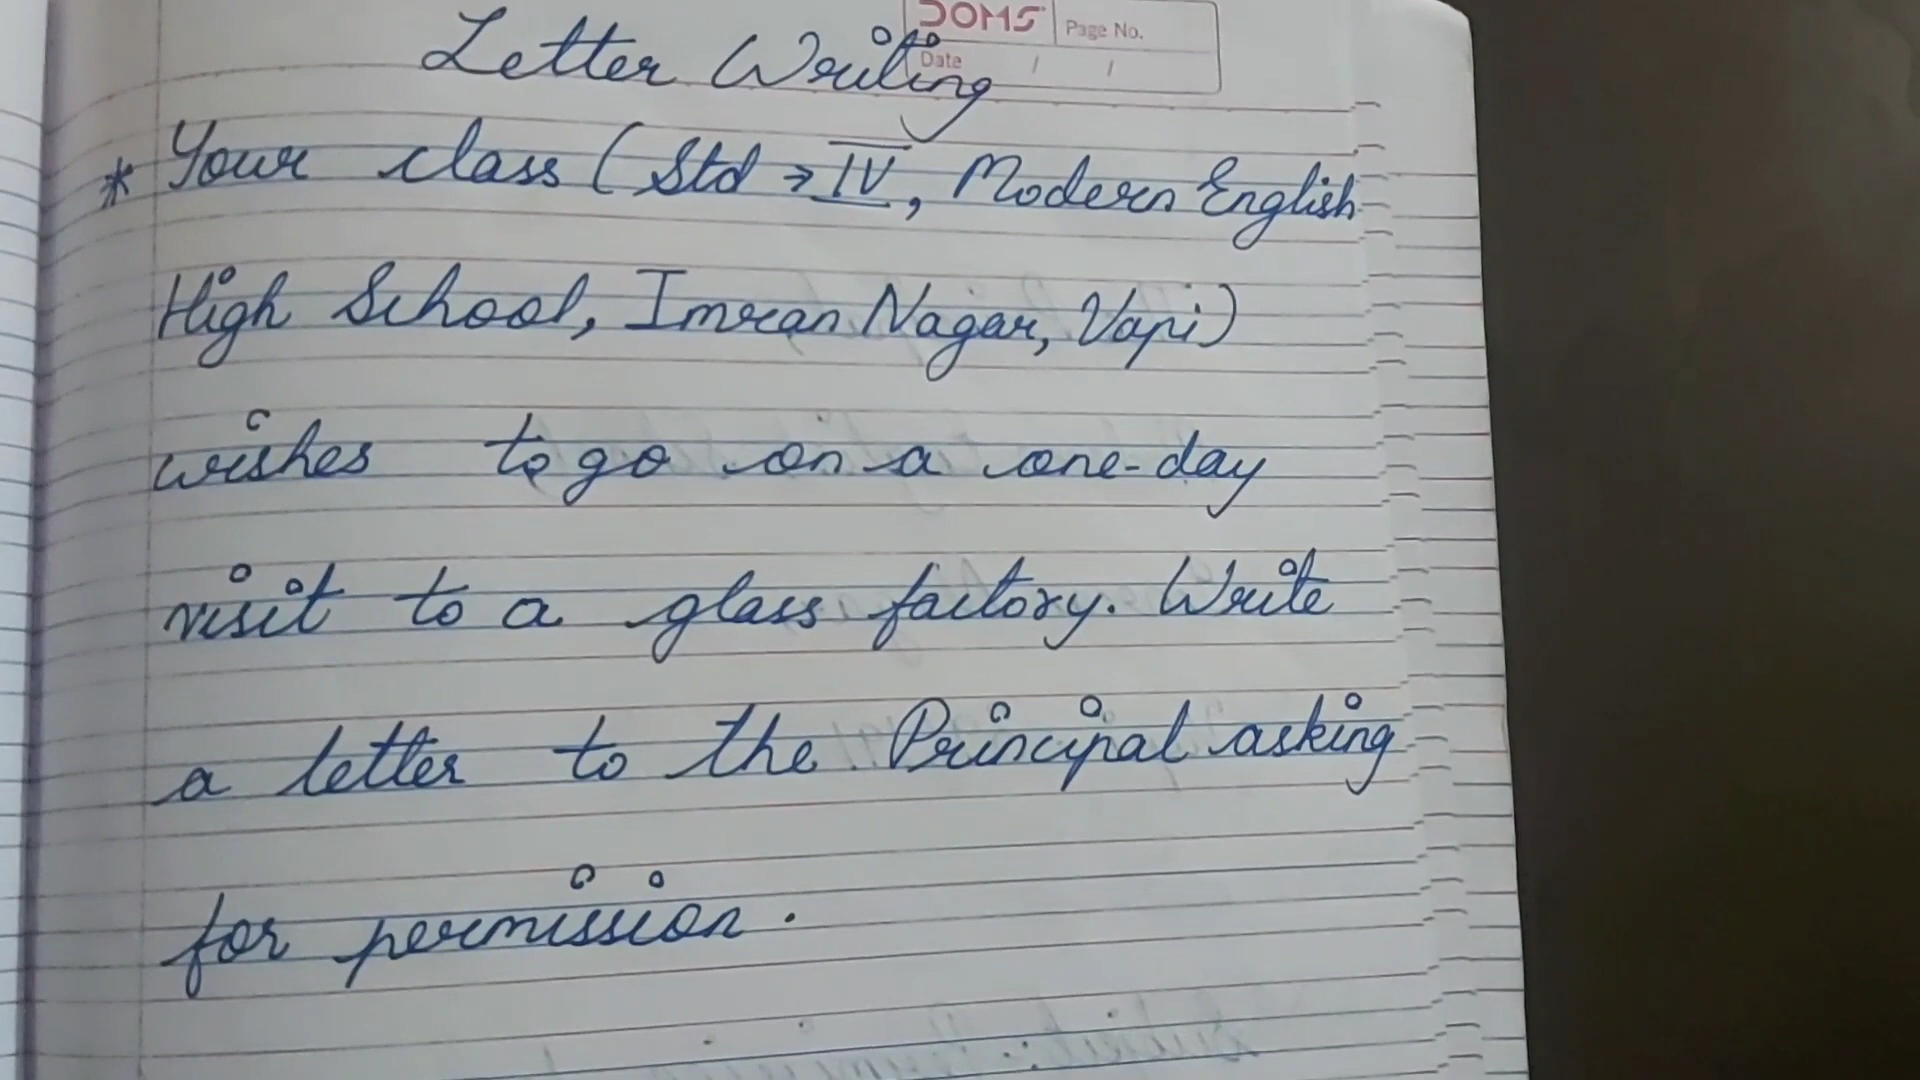 DOMS Page No.
Date / /
Letter Writing
* Your class (Std → IV, Modern English
High School, Imran Nagar, Vapi)
wishes to go on a one-day
visit to a glass factory. Write
a letter to the Principal asking
for permission.